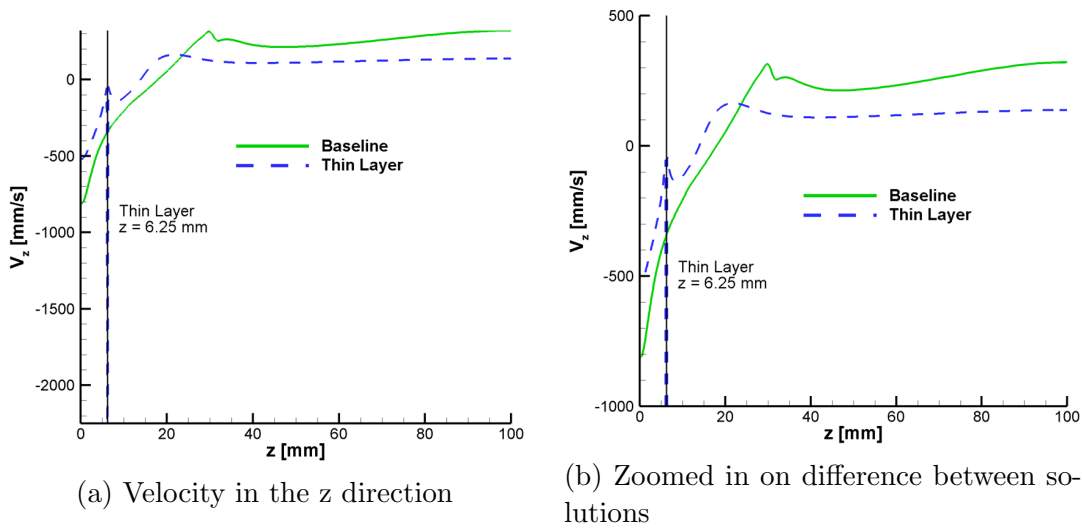 0
-500
-1000
-1500
-2000
V_z [mm/s]
0
20
40
60
80
100
z [mm]
Baseline
Thin Layer
Thin Layer
z = 6.25 mm
(a) Velocity in the z direction
500
0
-500
-1000
V_z [mm/s]
0
20
40
60
80
100
z [mm]
Baseline
Thin Layer
Thin Layer
z = 6.25 mm
(b) Zoomed in on difference between so-
lutions